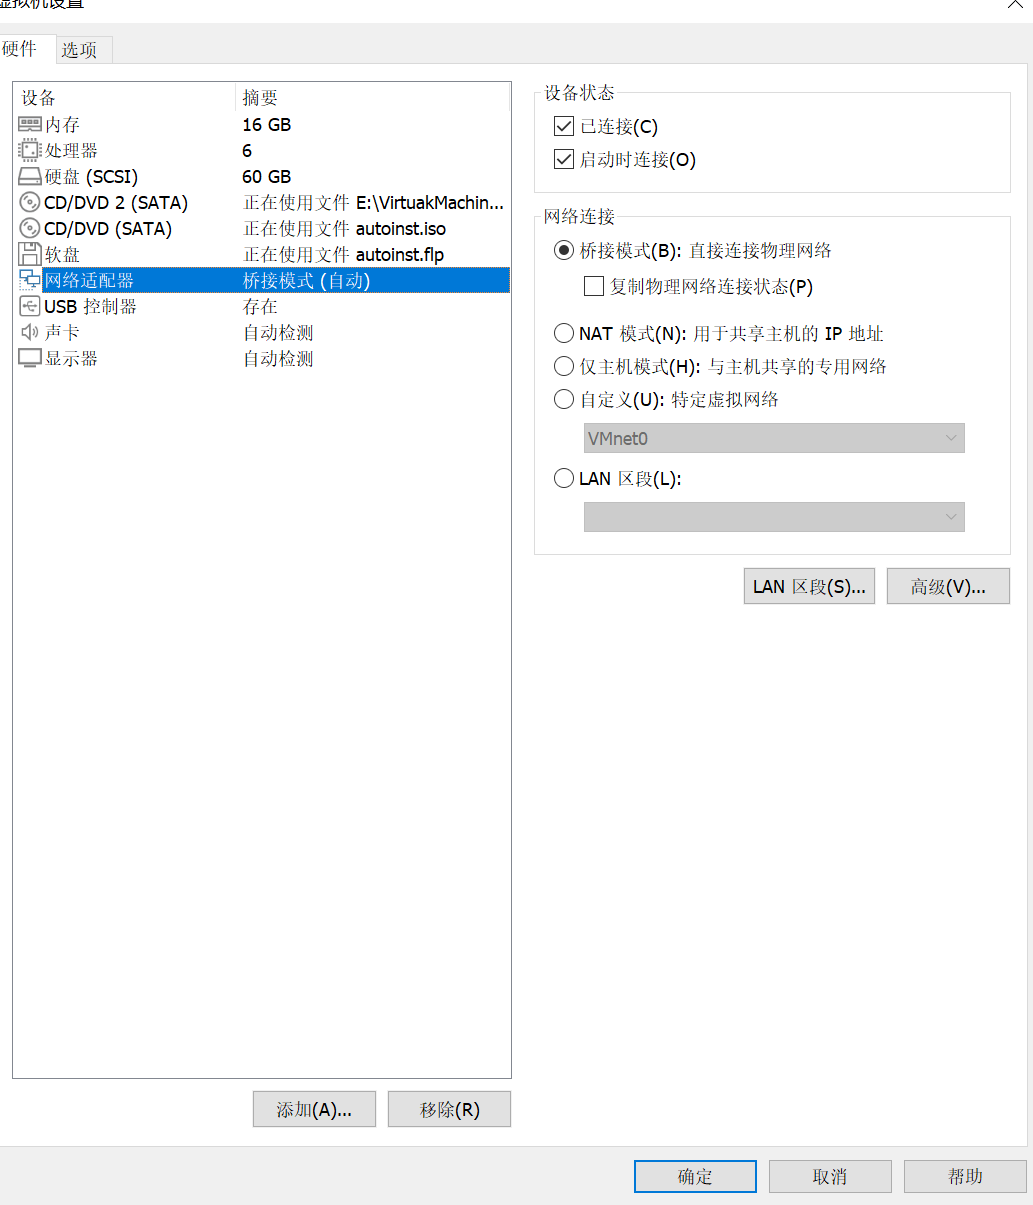 虚拟机设置
硬件 选项
设备 摘要
内存 16 GB
处理器 6
硬盘 (SCSI) 60 GB
CD/DVD 2 (SATA) 正在使用文件 E:\VirtuakMachin...
CD/DVD (SATA) 正在使用文件 autoinst.iso
软盘 正在使用文件 autoinst.flp
网络适配器 桥接模式 (自动)
USB 控制器 存在
声卡 自动检测
显示器 自动检测
添加(A)... 移除(R)
设备状态
已连接(C)
启动时连接(O)
网络连接
桥接模式(B): 直接连接物理网络
复制物理网络连接状态(P)
NAT 模式(N): 用于共享主机的 IP 地址
仅主机模式(H): 与主机共享的专用网络
自定义(U): 特定虚拟网络
VMnet0
LAN 区段(L):
LAN 区段(S)... 高级(V)...
确定 取消 帮助